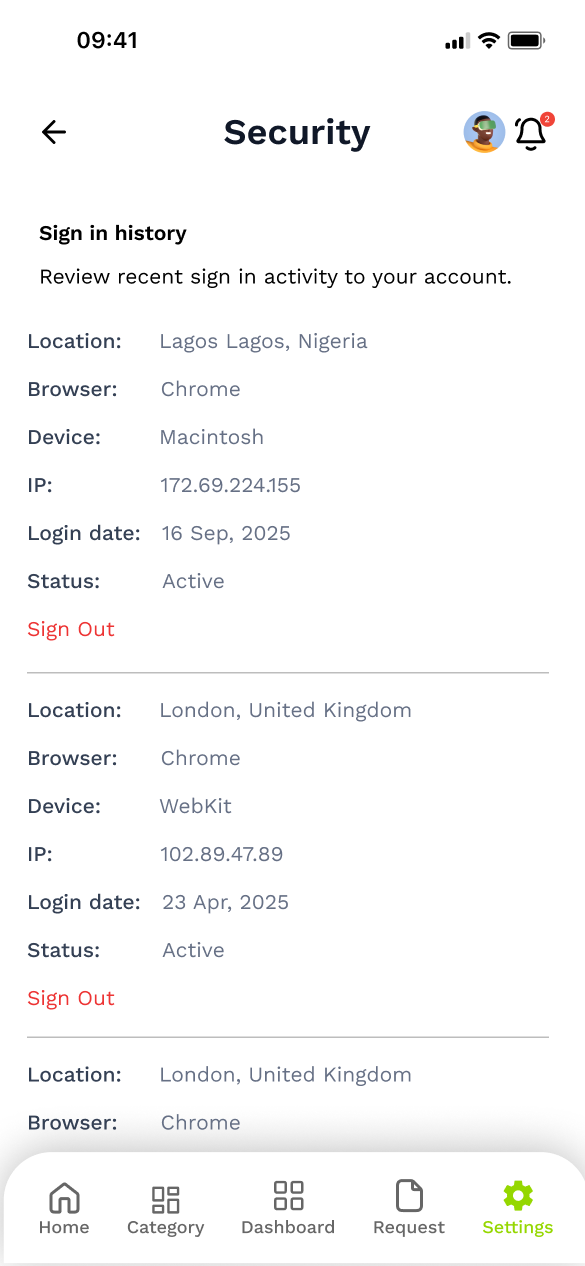 09:41
Security
2
Sign in history
Review recent sign in activity to your account.
Location: Lagos Lagos, Nigeria
Browser: Chrome
Device: Macintosh
IP: 172.69.224.155
Login date: 16 Sep, 2025
Status: Active
Sign Out
Location: London, United Kingdom
Browser: Chrome
Device: WebKit
IP: 102.89.47.89
Login date: 23 Apr, 2025
Status: Active
Sign Out
Location: London, United Kingdom
Browser: Chrome
Home Category Dashboard Request Settings